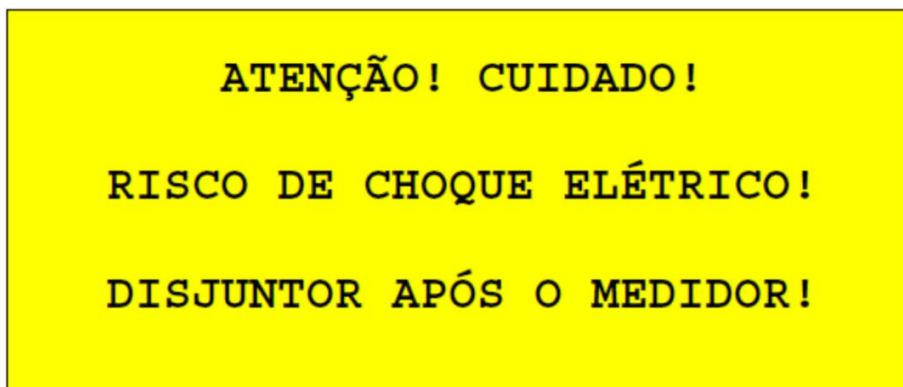 ATENÇÃO! CUIDADO!
RISCO DE CHOQUE ELÉTRICO!
DISJUNTOR APÓS O MEDIDOR!